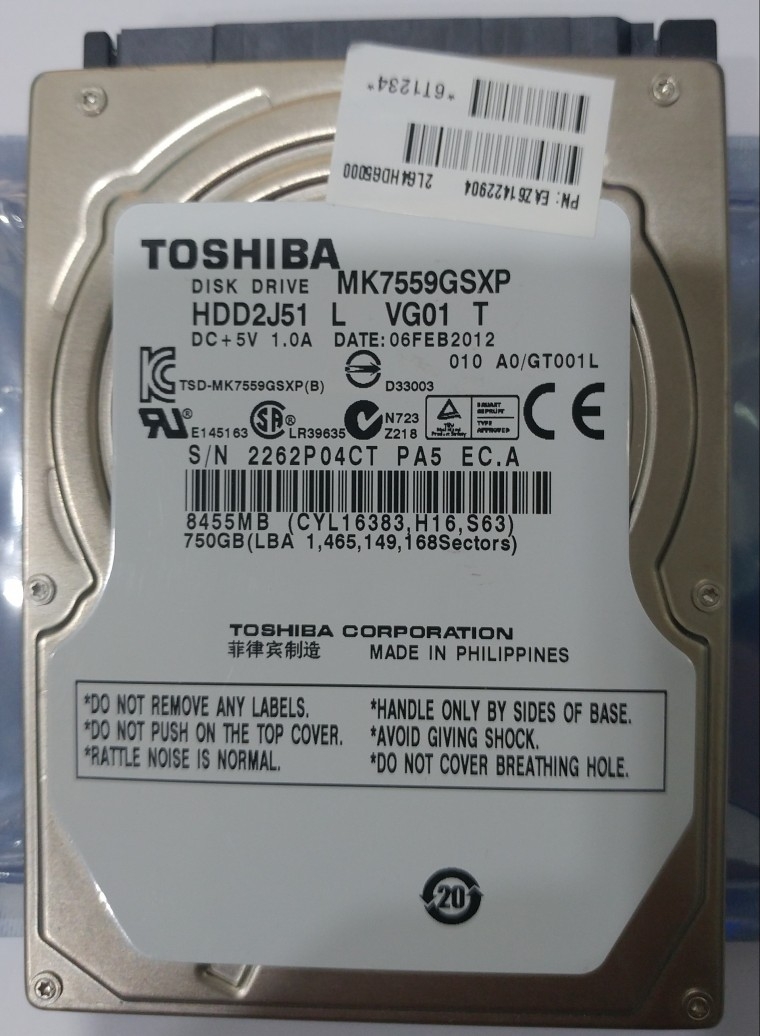 *6T1234*
2LG4HDG65000
PN: EAZ61422904
TOSHIBA
DISK DRIVE MK7559GSXP
HDD2J51 L VG01 T
DC+5V 1.0A DATE:06FEB2012
010 A0/GT001L
TSD-MK7559GSXP(B)
D33003
E145163
LR39635
N723
Z218
TYPE
APPROVED
S/N 2262P04CT PA5 EC.A
8455MB (CYL16383,H16,S63)
750GB(LBA 1,465,149,168Sectors)
TOSHIBA CORPORATION
菲律宾制造 MADE IN PHILIPPINES
*DO NOT REMOVE ANY LABELS.
*DO NOT PUSH ON THE TOP COVER.
*RATTLE NOISE IS NORMAL.
*HANDLE ONLY BY SIDES OF BASE.
*AVOID GIVING SHOCK.
*DO NOT COVER BREATHING HOLE.
20